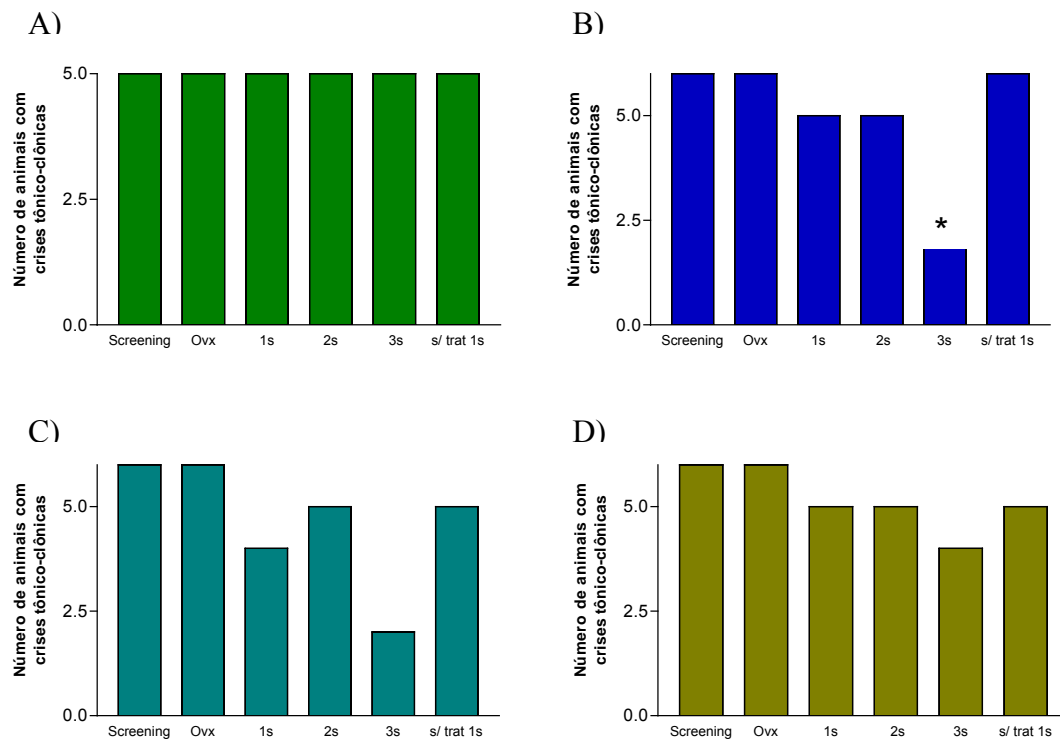 A)
Número de animais com
crises tônico-clônicas
5.0
2.5
0.0
Screening Ovx 1s 2s 3s s/ trat 1s
B)
Número de animais com
crises tônico-clônicas
5.0
2.5
0.0
*
Screening Ovx 1s 2s 3s s/ trat 1s
C)
Número de animais com
crises tônico-clônicas
5.0
2.5
0.0
Screening Ovx 1s 2s 3s s/ trat 1s
D)
Número de animais com
crises tônico-clônicas
5.0
2.5
0.0
Screening Ovx 1s 2s 3s s/ trat 1s